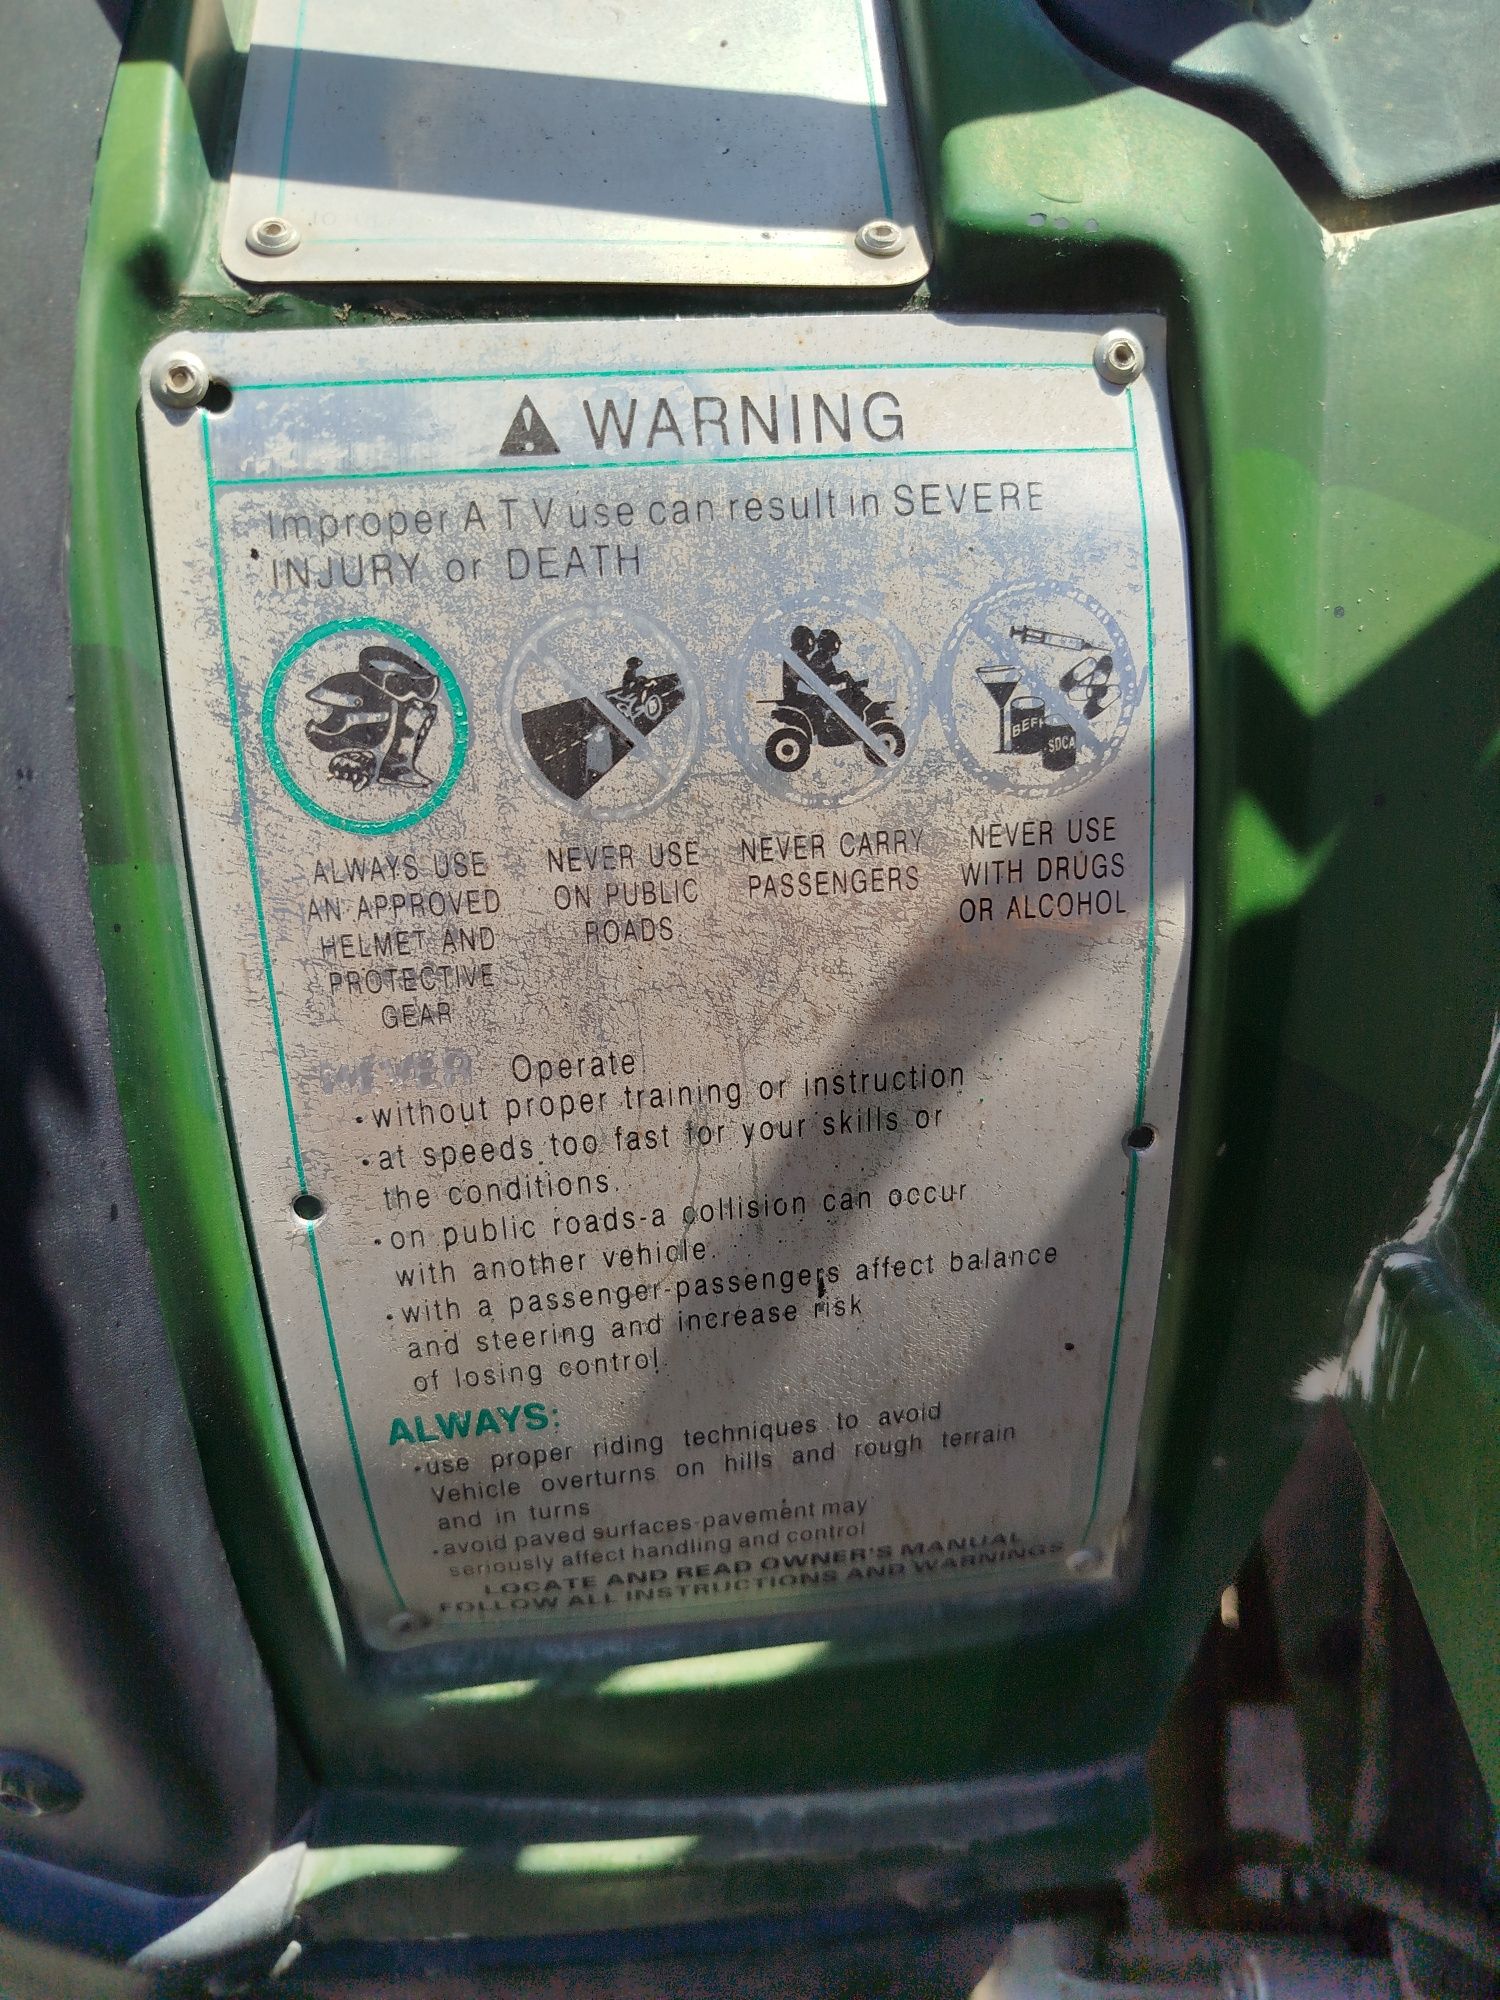 WARNING
Improper A T V use can result in SEVERE
INJURY or DEATH
BEER
SOCA
ALWAYS USE
AN APPROVED
HELMET AND
PROTECTIVE
GEAR
NEVER USE
ON PUBLIC
ROADS
NEVER CARRY
PASSENGERS
NEVER USE
WITH DRUGS
OR ALCOHOL
NEVER Operate
·without proper training or instruction
·at speeds too fast for your skills or
the conditions.
·on public roads-a collision can occur
with another vehicle.
·with a passenger-passengers affect balance
and steering and increase risk
of losing control.
ALWAYS:
·use proper riding techniques to avoid
Vehicle overturns on hills and rough terrain
and in turns
·avoid paved surfaces-pavement may
seriously affect handling and control
LOCATE AND READ OWNER'S MANUAL
FOLLOW ALL INSTRUCTIONS AND WARNINGS